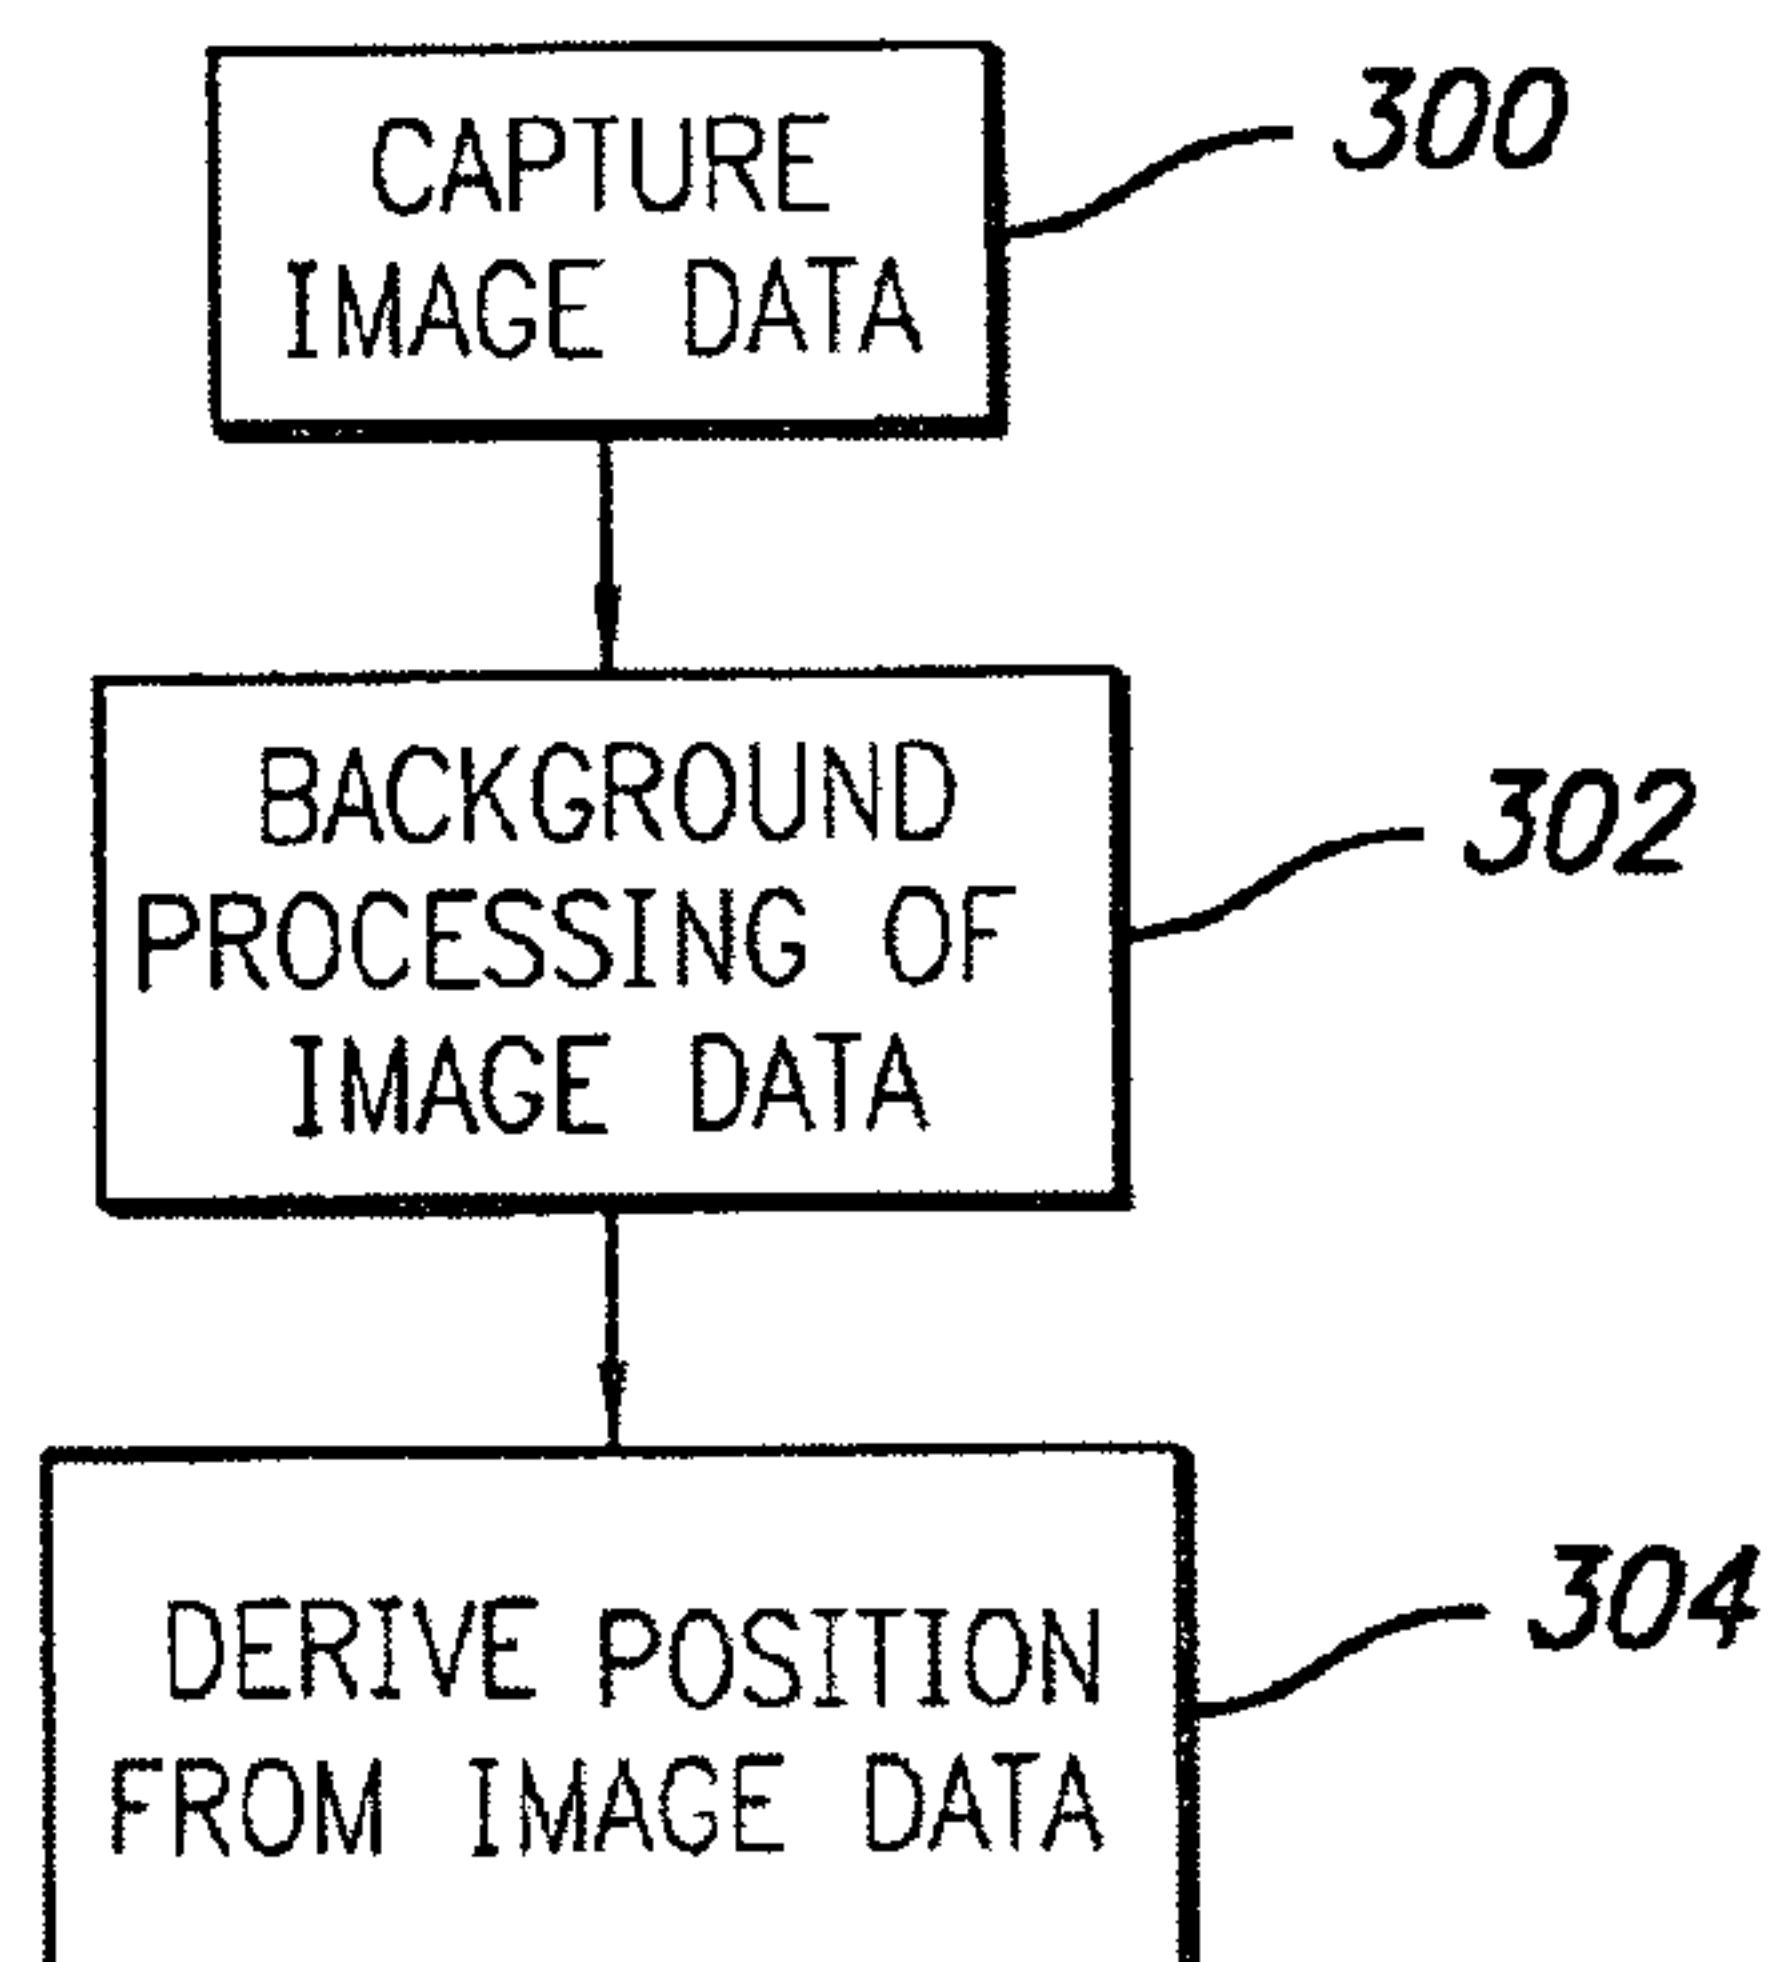 CAPTURE
IMAGE DATA
300
BACKGROUND
PROCESSING OF
IMAGE DATA
302
DERIVE POSITION
FROM IMAGE DATA
304